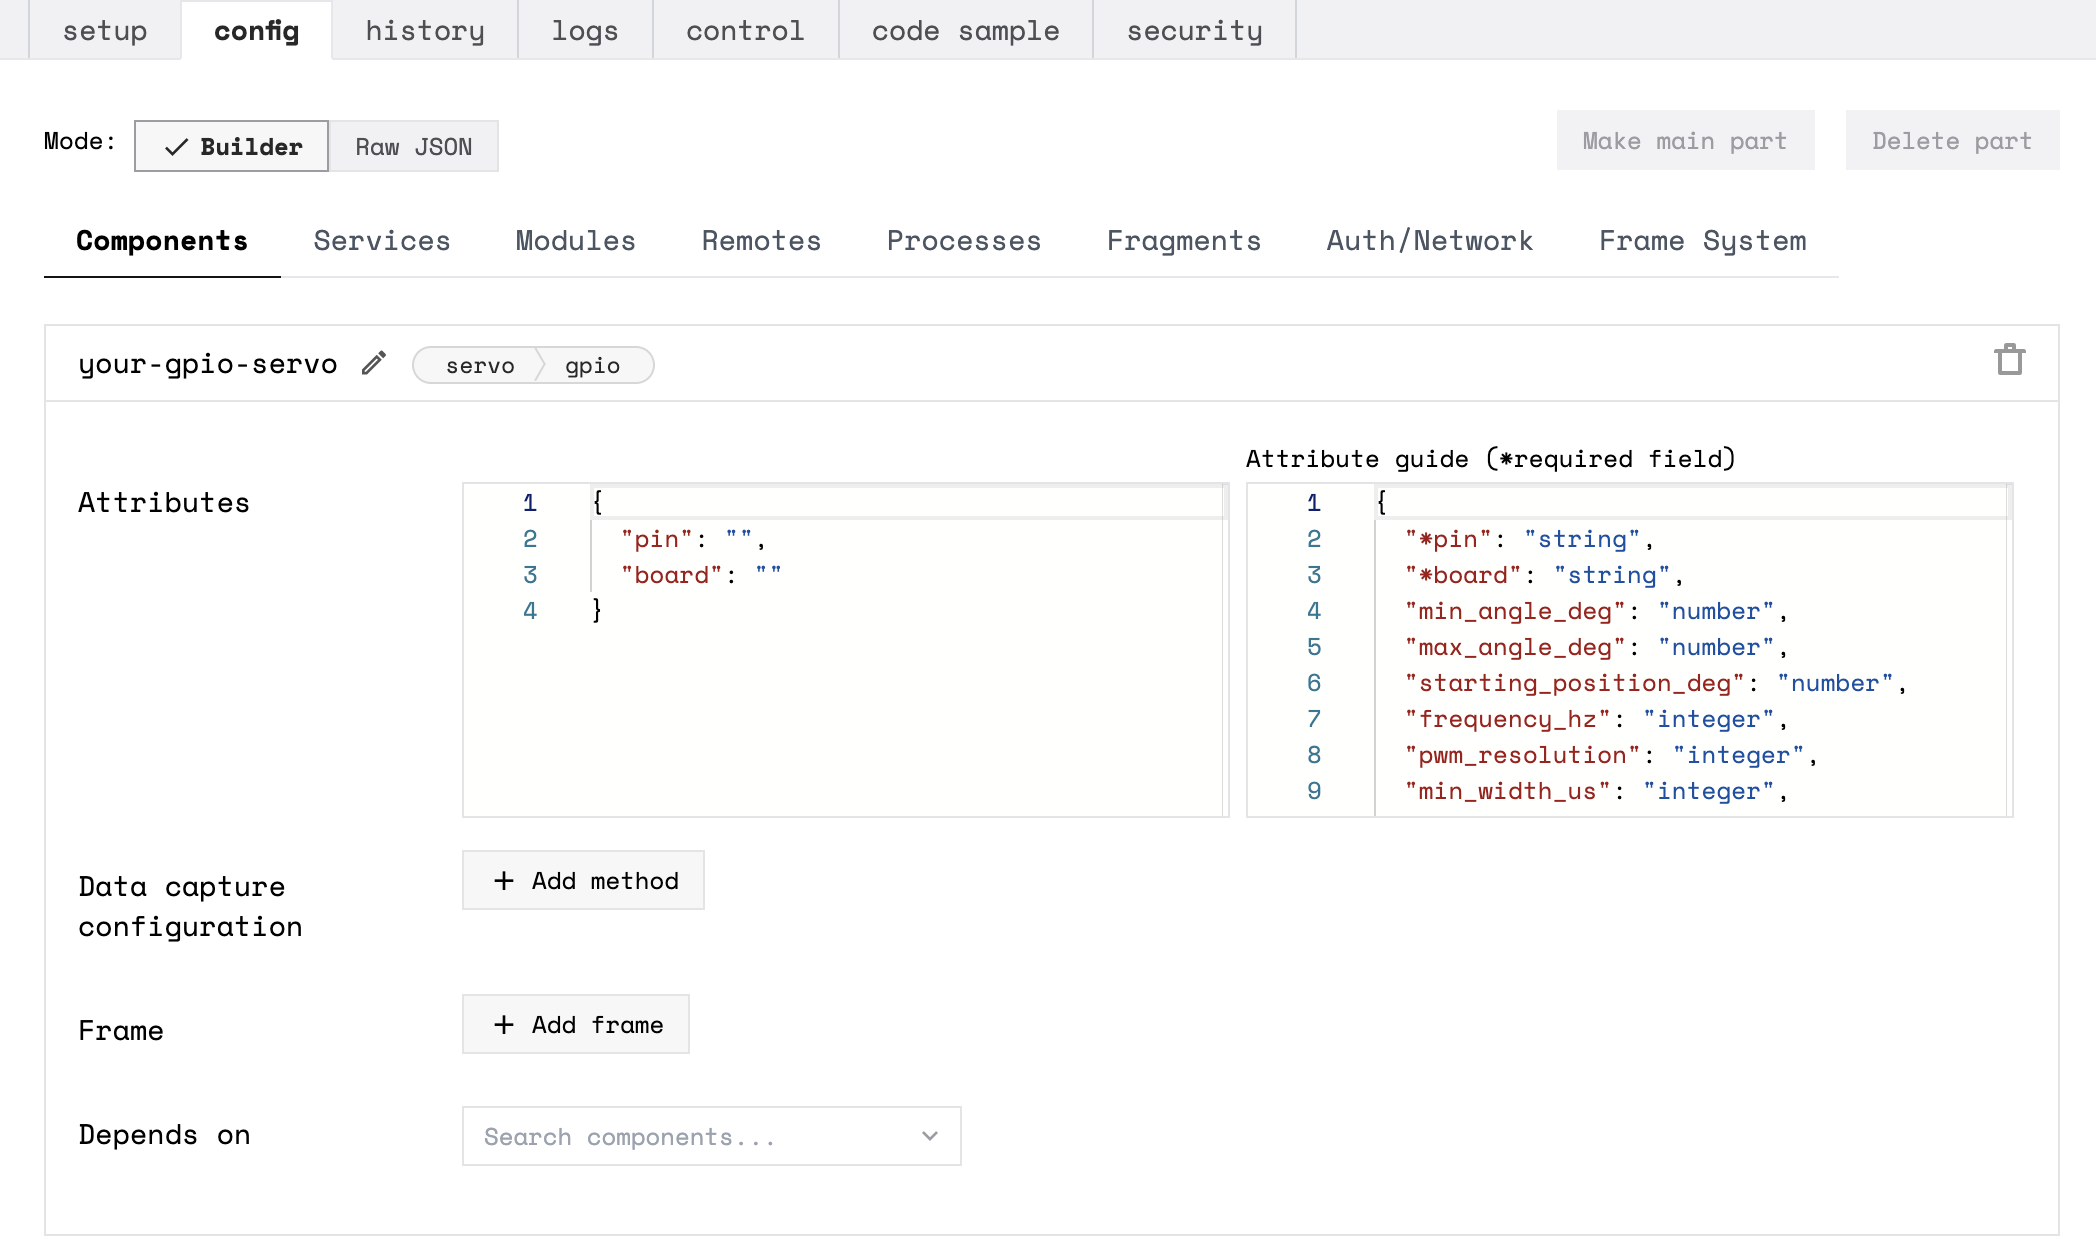 setup config history logs control code sample security
Mode: Builder Raw JSON Make main part Delete part
Components Services Modules Remotes Processes Fragments Auth/Network Frame System
your-gpio-servo servo gpio
Attribute guide (*required field)
Attributes
1 {
2 "pin": "",
3 "board": ""
4 }
1 {
2 "*pin": "string",
3 "*board": "string",
4 "min_angle_deg": "number",
5 "max_angle_deg": "number",
6 "starting_position_deg": "number",
7 "frequency_hz": "integer",
8 "pwm_resolution": "integer",
9 "min_width_us": "integer",
Data capture
configuration
+ Add method
Frame
+ Add frame
Depends on
Search components...